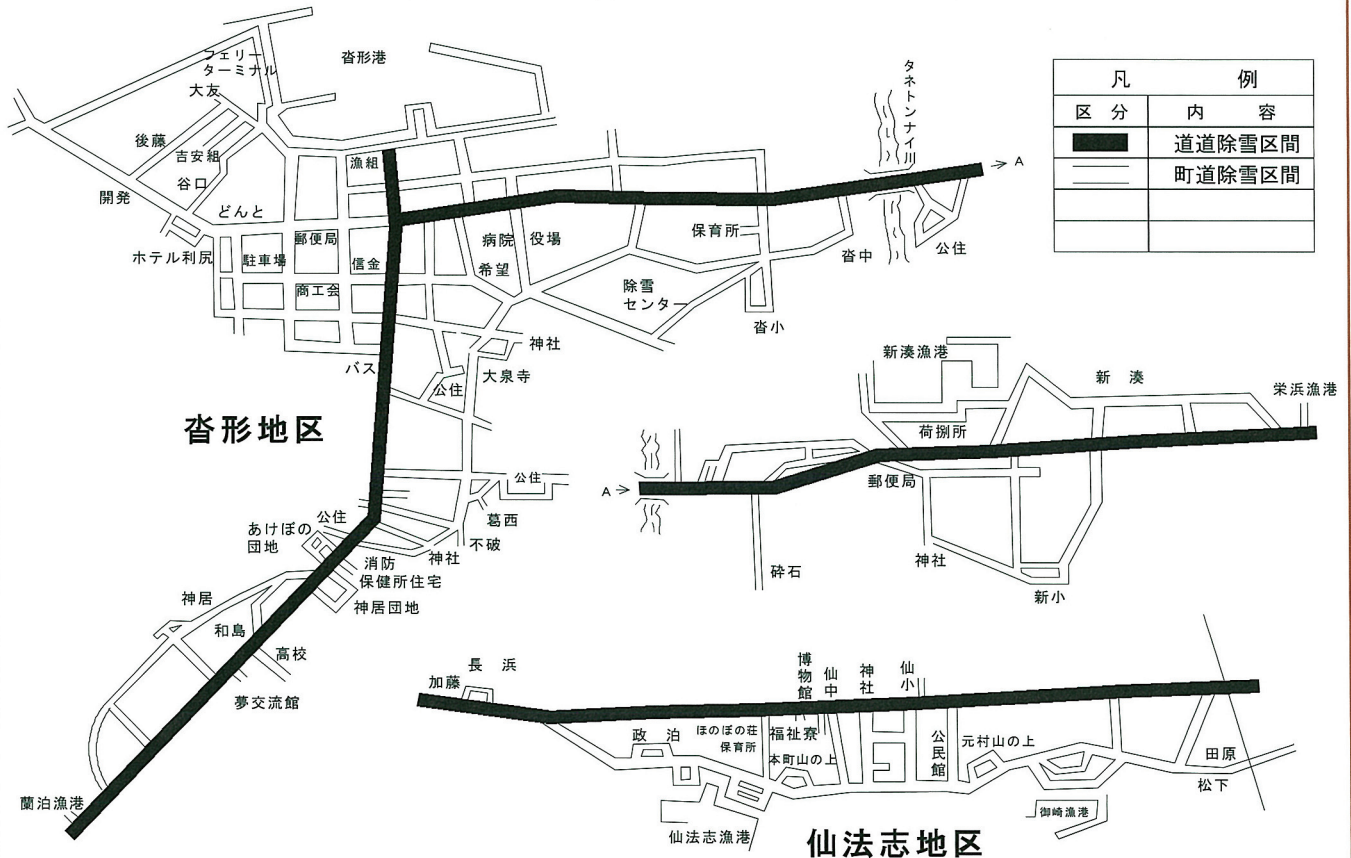 フェリー
ターミナル
沓形港
大友
後藤
吉安組
谷口
開発
どんと
漁組
ホテル利尻
駐車場
郵便局
商工会
信金
病院
希望
役場
保育所
除雪
センター
沓小
沓中
タネトンナイ川
公住
A
凡 例
区 分 内 容
道道除雪区間
町道除雪区間
バス
公住
神社
大泉寺
沓形地区
公住
葛西
不破
神社
公住
あけぼの
団地
消防
保健所住宅
神居団地
神居
和島
高校
夢交流館
蘭泊漁港
A
新湊漁港
新 湊
栄浜漁港
荷捌所
郵便局
砕石
神社
新小
加藤
長 浜
政 泊
ほのぼの荘
保育所
博物館
仙中
神社
仙小
福祉寮
本町山の上
公民館
元村山の上
田原
松下
御崎漁港
仙法志漁港
仙法志地区